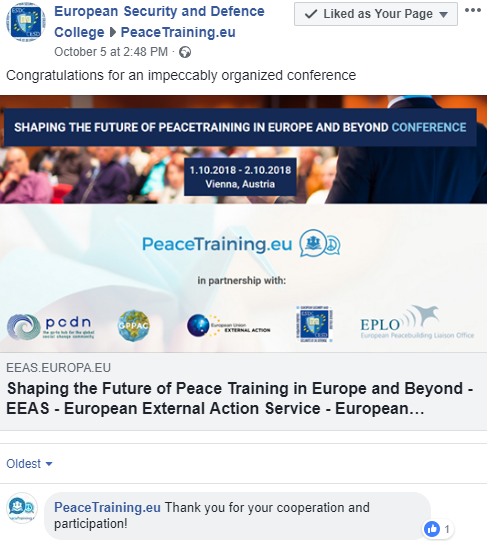 European Security and Defence
College ▸ PeaceTraining.eu
Liked as Your Page
October 5 at 2:48 PM ·
Congratulations for an impeccably organized conference
SHAPING THE FUTURE OF PEACETRAINING IN EUROPE AND BEYOND CONFERENCE
1.10.2018 - 2.10.2018
Vienna, Austria
PeaceTraining.eu
in partnership with:
pcdn
the go-to hub for the global
social change community
GPPAC
European Union
EXTERNAL ACTION
ESDC
EPLO
European Peacebuilding Liaison Office
EEAS.EUROPA.EU
Shaping the Future of Peace Training in Europe and Beyond -
EEAS - European External Action Service - European…
Oldest
PeaceTraining.eu Thank you for your cooperation and
participation!
1